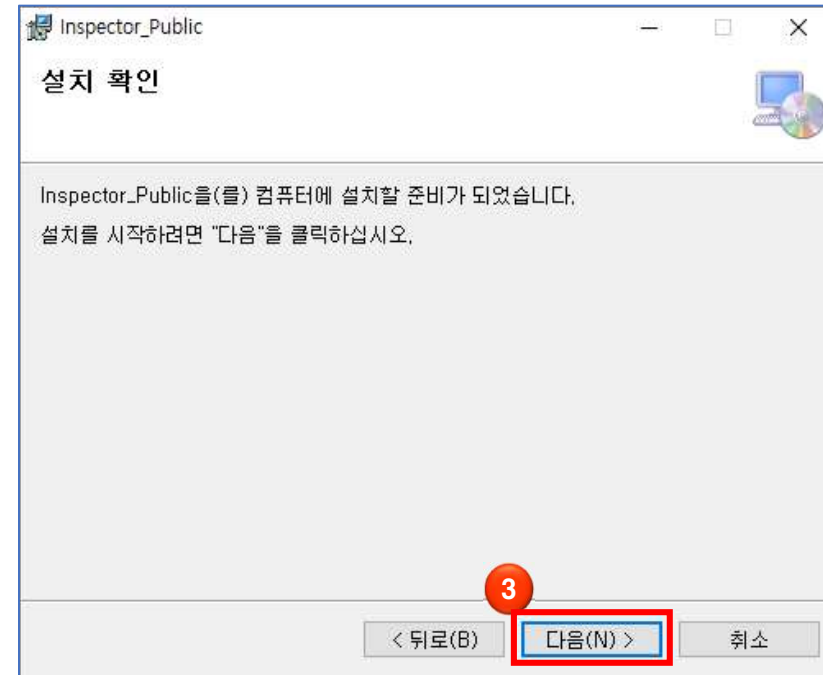 Inspector_Public
설치 확인
Inspector_Public을(를) 컴퓨터에 설치할 준비가 되었습니다.
설치를 시작하려면 "다음"을 클릭하십시오.
3
< 뒤로(B) 다음(N) > 취소